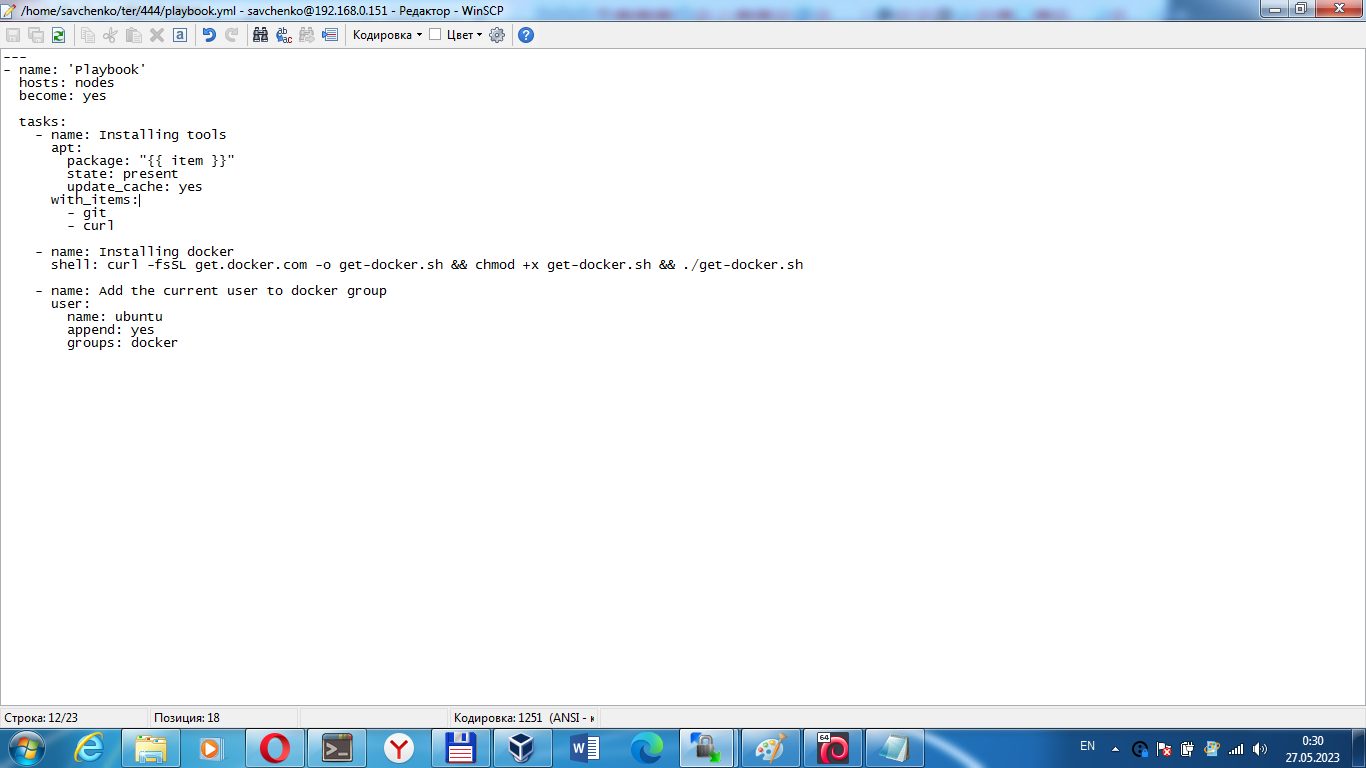 /home/savchenko/ter/444/playbook.yml - savchenko@192.168.0.151 - Редактор - WinSCP
Кодировка Цвет
---
- name: 'Playbook'
  hosts: nodes
  become: yes

  tasks:
    - name: Installing tools
      apt:
        package: "{{ item }}"
        state: present
        update_cache: yes
      with_items:
        - git
        - curl

    - name: Installing docker
      shell: curl -fsSL get.docker.com -o get-docker.sh && chmod +x get-docker.sh && ./get-docker.sh

    - name: Add the current user to docker group
      user:
        name: ubuntu
        append: yes
        groups: docker
Строка: 12/23 Позиция: 18 Кодировка: 1251 (ANSI - к
64
EN 0:30
27.05.2023